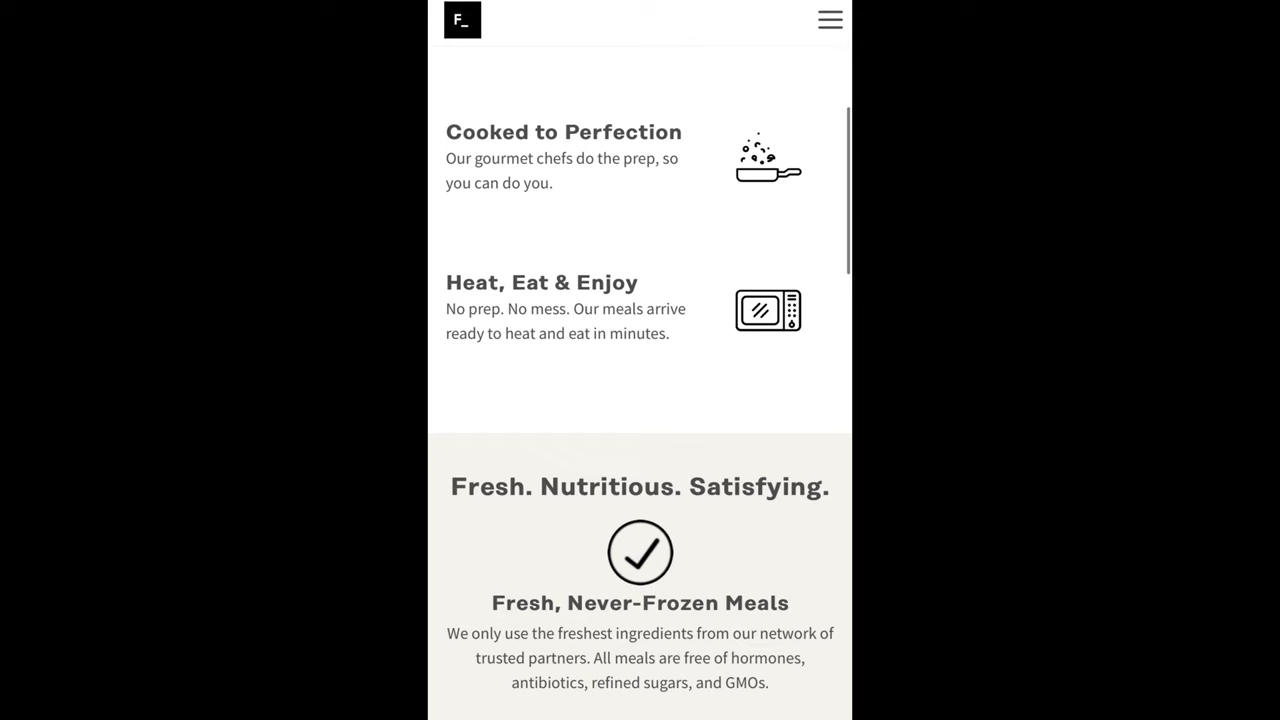 F_
Cooked to Perfection
Our gourmet chefs do the prep, so
you can do you.
Heat, Eat & Enjoy
No prep. No mess. Our meals arrive
ready to heat and eat in minutes.
Fresh. Nutritious. Satisfying.
Fresh, Never-Frozen Meals
We only use the freshest ingredients from our network of
trusted partners. All meals are free of hormones,
antibiotics, refined sugars, and GMOs.